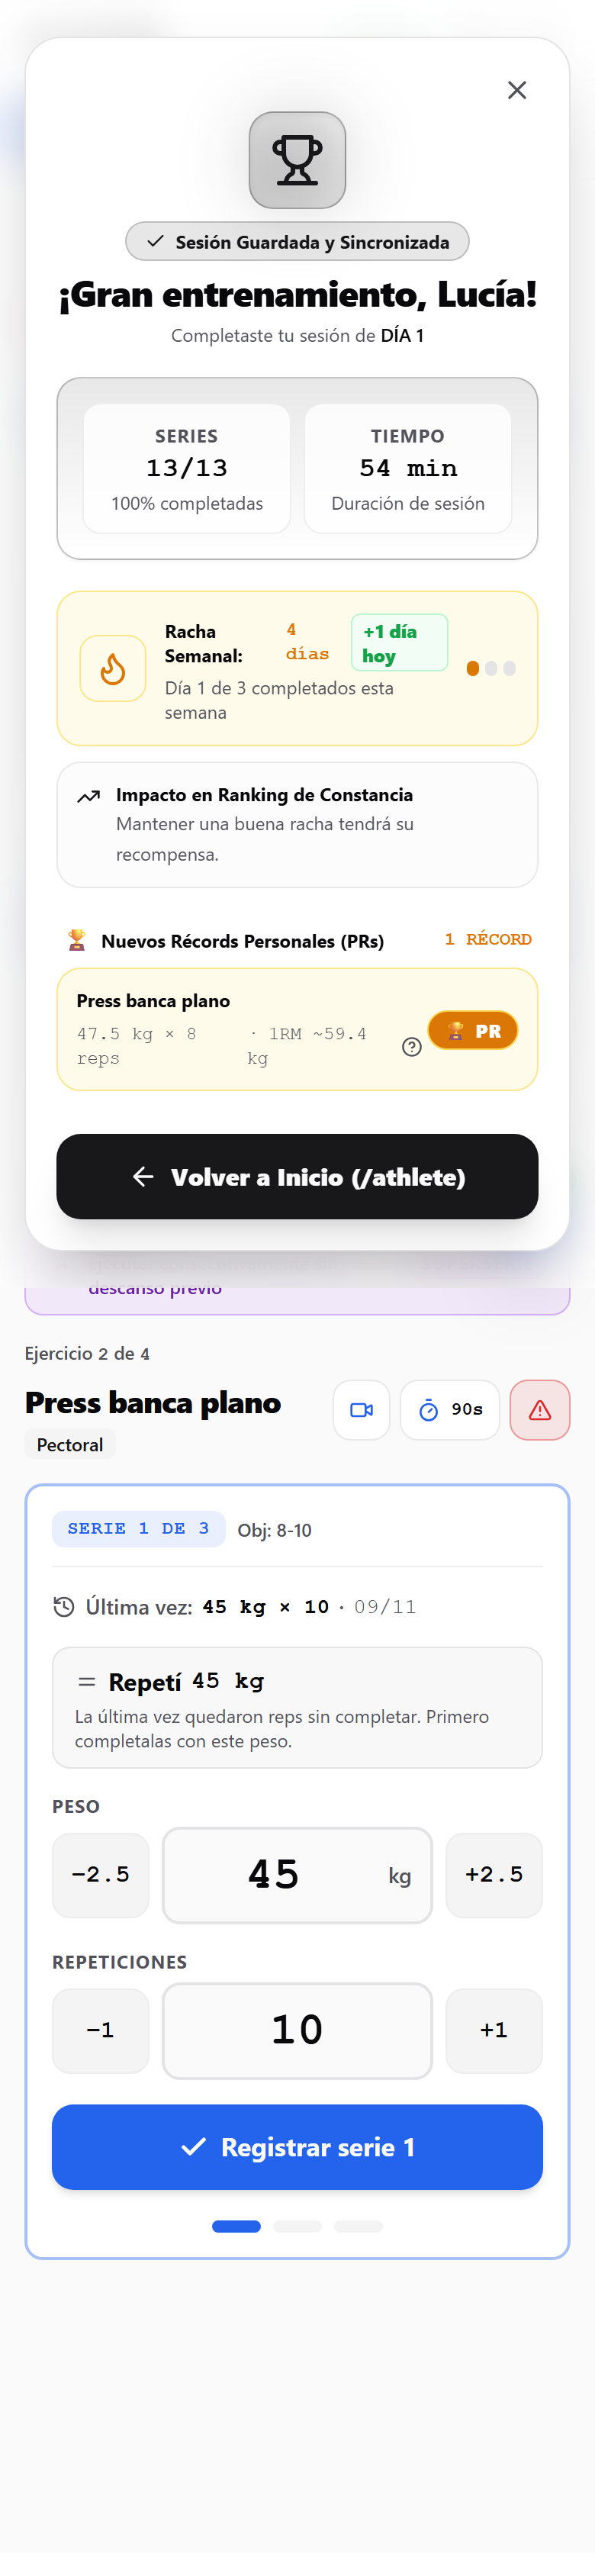 Sesión Guardada y Sincronizada
¡Gran entrenamiento, Lucía!
Completaste tu sesión de DÍA 1
SERIES
13/13
100% completadas
TIEMPO
54 min
Duración de sesión
Racha Semanal:
4 días
+1 día hoy
Día 1 de 3 completados esta
semana
Impacto en Ranking de Constancia
Mantener una buena racha tendrá su
recompensa.
Nuevos Récords Personales (PRs)
1 RÉCORD
Press banca plano
47.5 kg × 8 reps
· 1RM ~59.4 kg
PR
Volver a Inicio (/athlete)
descanso previo
Ejercicio 2 de 4
Press banca plano
90s
Pectoral
SERIE 1 DE 3
Obj: 8-10
Última vez: 45 kg × 10 · 09/11
Repetí 45 kg
La última vez quedaron reps sin completar. Primero
completalas con este peso.
PESO
−2.5
45
kg
+2.5
REPETICIONES
−1
10
+1
Registrar serie 1